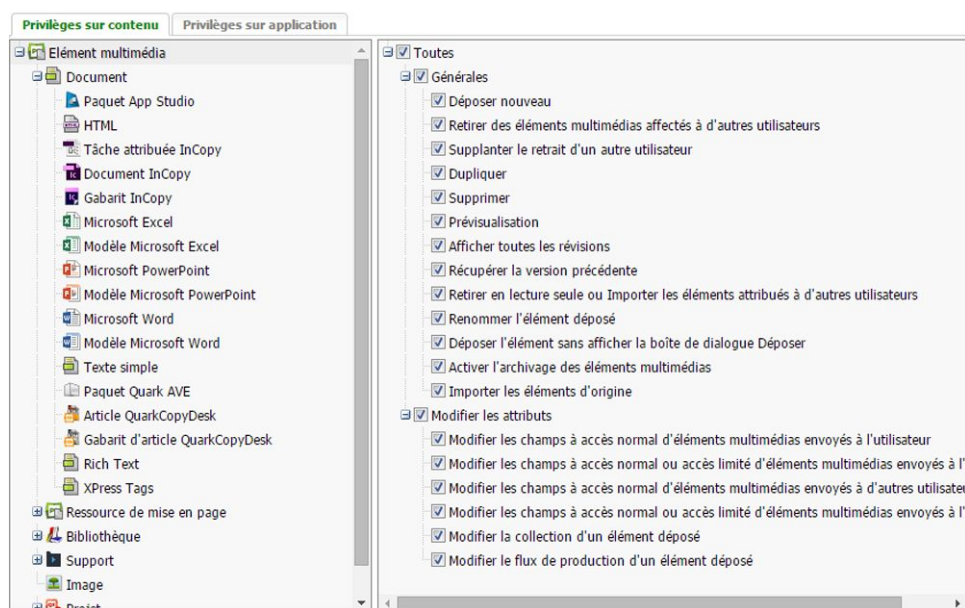 Privilèges sur contenu
Privilèges sur application
Elément multimédia
Document
Paquet App Studio
HTML
Tâche attribuée InCopy
Document InCopy
Gabarit InCopy
Microsoft Excel
Modèle Microsoft Excel
Microsoft PowerPoint
Modèle Microsoft PowerPoint
Microsoft Word
Modèle Microsoft Word
Texte simple
Paquet Quark AVE
Article QuarkCopyDesk
Gabarit d'article QuarkCopyDesk
Rich Text
XPress Tags
Ressource de mise en page
Bibliothèque
Support
Image
Projet
Toutes
Générales
Déposer nouveau
Retirer des éléments multimédias affectés à d'autres utilisateurs
Supplanter le retrait d'un autre utilisateur
Dupliquer
Supprimer
Prévisualisation
Afficher toutes les révisions
Récupérer la version précédente
Retirer en lecture seule ou Importer les éléments attribués à d'autres utilisateurs
Renommer l'élément déposé
Déposer l'élément sans afficher la boîte de dialogue Déposer
Activer l'archivage des éléments multimédias
Importer les éléments d'origine
Modifier les attributs
Modifier les champs à accès normal d'éléments multimédias envoyés à l'utilisateur
Modifier les champs à accès normal ou accès limité d'éléments multimédias envoyés à l'
Modifier les champs à accès normal d'éléments multimédias envoyés à d'autres utilisateu
Modifier les champs à accès normal ou accès limité d'éléments multimédias envoyés à l'
Modifier la collection d'un élément déposé
Modifier le flux de production d'un élément déposé